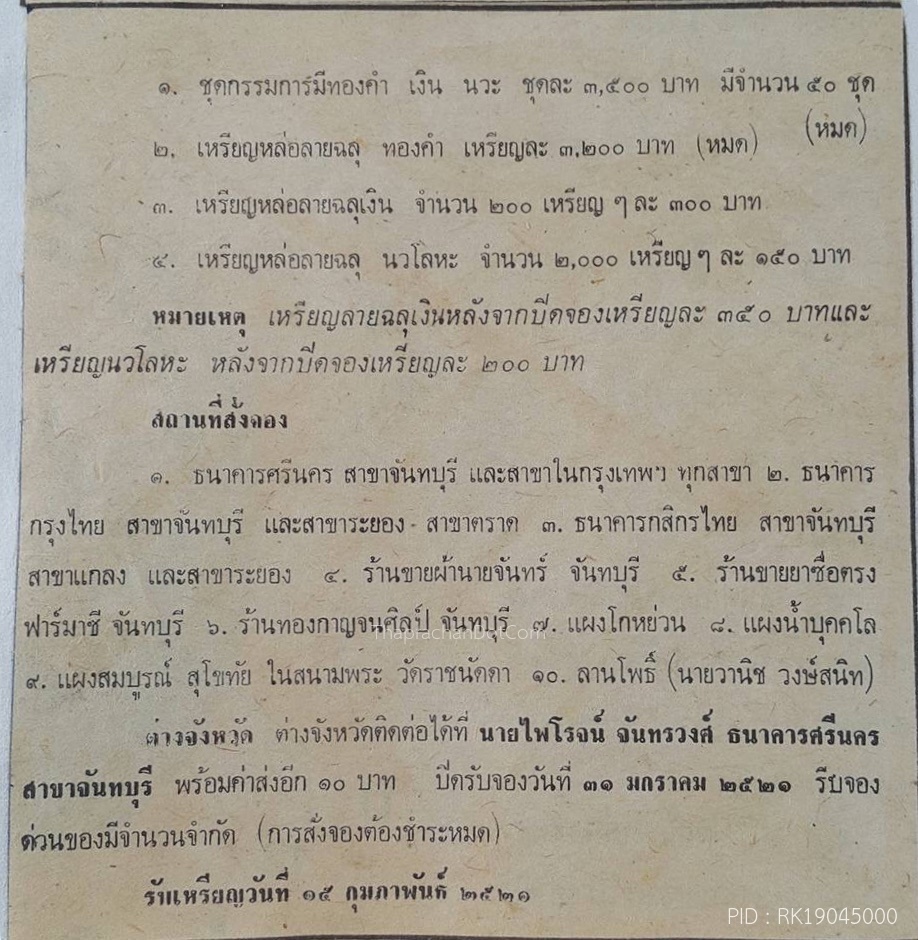 ๑. ชุดกรรมการมีทองคำ เงิน นวะ ชุดละ ๓,๕๐๐ บาท มีจำนวน ๕๐ ชุด
(หมด)
๒. เหรียญหล่อลายฉลุ ทองคำ เหรียญละ ๓,๒๐๐ บาท (หมด)
๓. เหรียญหล่อลายฉลุเงิน จำนวน ๒๐๐ เหรียญ ๆ ละ ๓๐๐ บาท
๔. เหรียญหล่อลายฉลุ นวโลหะ จำนวน ๒,๐๐๐ เหรียญ ๆ ละ ๑๕๐ บาท
หมายเหตุ เหรียญลายฉลุเงินหลังจากปิดจองเหรียญละ ๓๕๐ บาทและ
เหรียญนวโลหะ หลังจากปิดจองเหรียญละ ๒๐๐ บาท
สถานที่สั่งจอง
๑. ธนาคารศรีนคร สาขาจันทบุรี และสาขาในกรุงเทพฯ ทุกสาขา ๒. ธนาคาร
กรุงไทย สาขาจันทบุรี และสาขาระยอง - สาขาตราด ๓. ธนาคารกสิกรไทย สาขาจันทบุรี
สาขาแกลง และสาขาระยอง ๔. ร้านขายผ้านายจันทร์ จันทบุรี ๕. ร้านขายยาซื่อตรง
ฟาร์มาซี จันทบุรี ๖. ร้านทองกาญจนศิลป์ จันทบุรี ๗. แผงโกหย่วน ๘. แผงน้ำบุคคโล
๙. แผงสมบูรณ์ สุโขทัย ในสนามพระ วัดราชนัดดา ๑๐. ลานโพธิ์ (นายวานิช วงษ์สนิท)
ต่างจังหวัด ต่างจังหวัดติดต่อได้ที่ นายไพโรจน์ จันทรวงศ์ ธนาคารศรีนคร
สาขาจันทบุรี พร้อมค่าส่งอีก ๑๐ บาท ปิดรับจองวันที่ ๓๑ มกราคม ๒๕๒๑ รีบจอง
ด่วนของมีจำนวนจำกัด (การสั่งจองต้องชำระหมด)
รับเหรียญวันที่ ๑๕ กุมภาพันธ์ ๒๕๒๑
PID : RK19045000